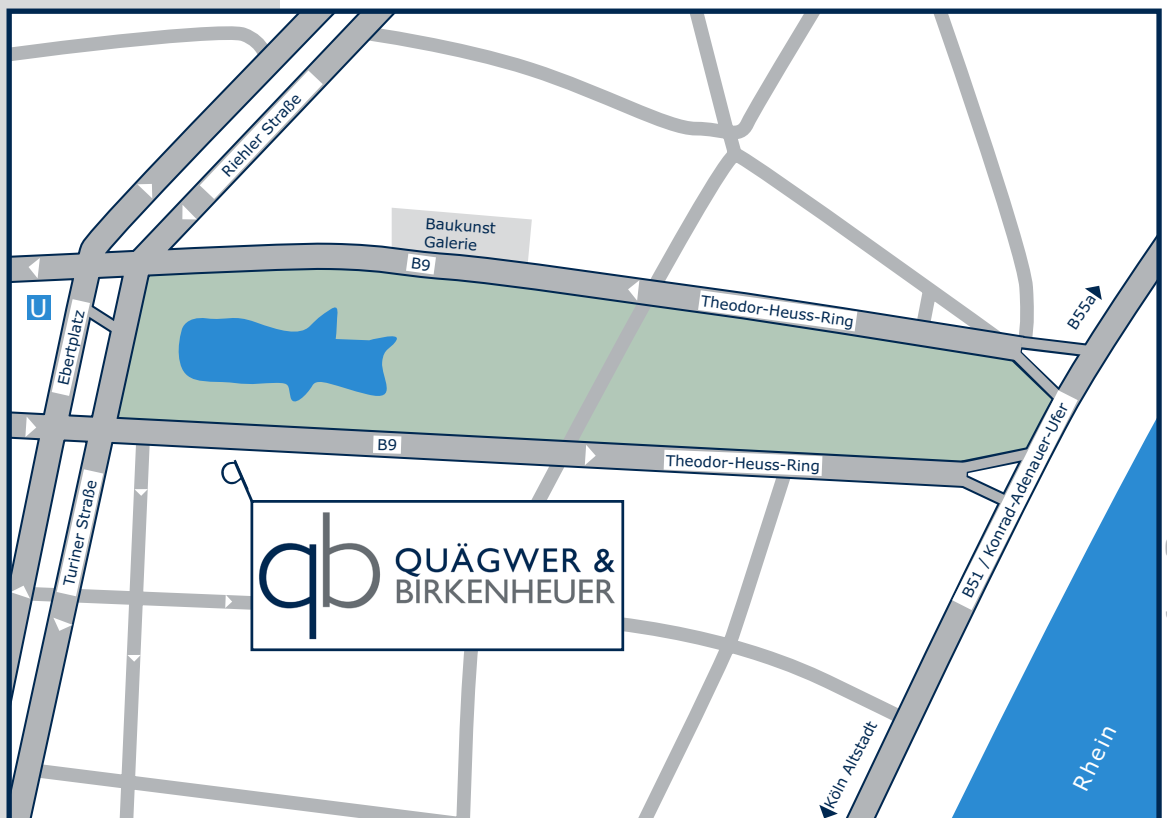 Riehler Straße
Baukunst
Galerie
B9
Theodor-Heuss-Ring
B55a
U
Ebertplatz
B9
Theodor-Heuss-Ring
B51 / Konrad-Adenauer-Ufer
Turiner Straße
qb
QUÄGWER &
BIRKENHEUER
Köln Altstadt
Rhein